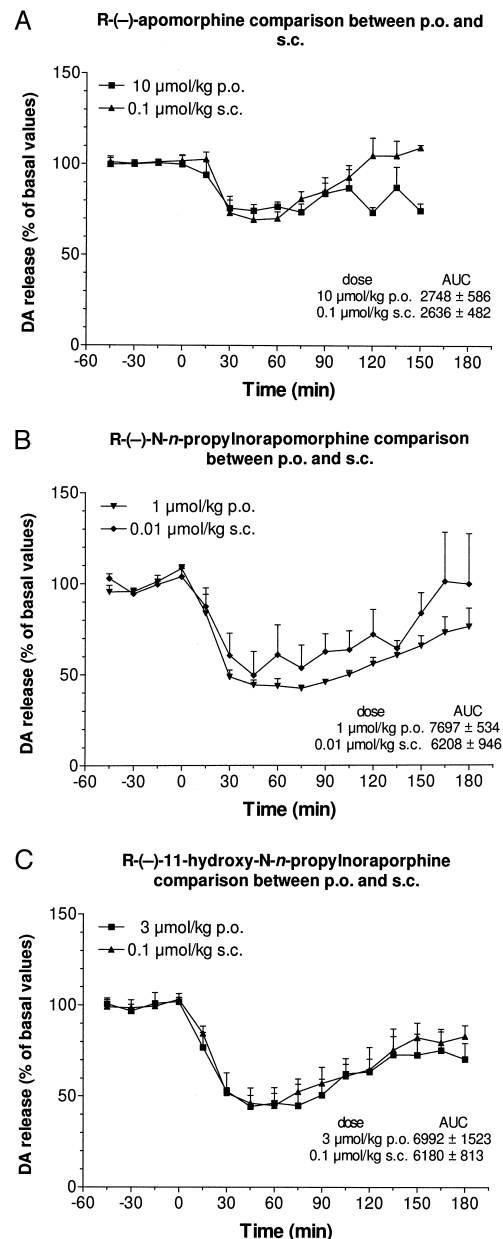 A
R-(–)-apomorphine comparison between p.o. and
s.c.
DA release (% of basal values)
150
100
50
0
10 µmol/kg p.o.
0.1 µmol/kg s.c.
dose AUC
10 µmol/kg p.o. 2748 ± 586
0.1 µmol/kg s.c. 2636 ± 482
-60 -30 0 30 60 90 120 150 180
Time (min)
B
R-(–)-N-n-propylnorapomorphine comparison
between p.o. and s.c.
DA release (% of basal values)
150
100
50
0
1 µmol/kg p.o.
0.01 µmol/kg s.c.
dose AUC
1 µmol/kg p.o. 7697 ± 534
0.01 µmol/kg s.c. 6208 ± 946
-60 -30 0 30 60 90 120 150 180
Time (min)
C
R-(–)-11-hydroxy-N-n-propylnoraporphine
comparison between p.o. and s.c.
DA release (% of basal values)
150
100
50
0
3 µmol/kg p.o.
0.1 µmol/kg s.c.
dose AUC
3 µmol/kg p.o. 6992 ± 1523
0.1 µmol/kg s.c. 6180 ± 813
-60 -30 0 30 60 90 120 150 180
Time (min)